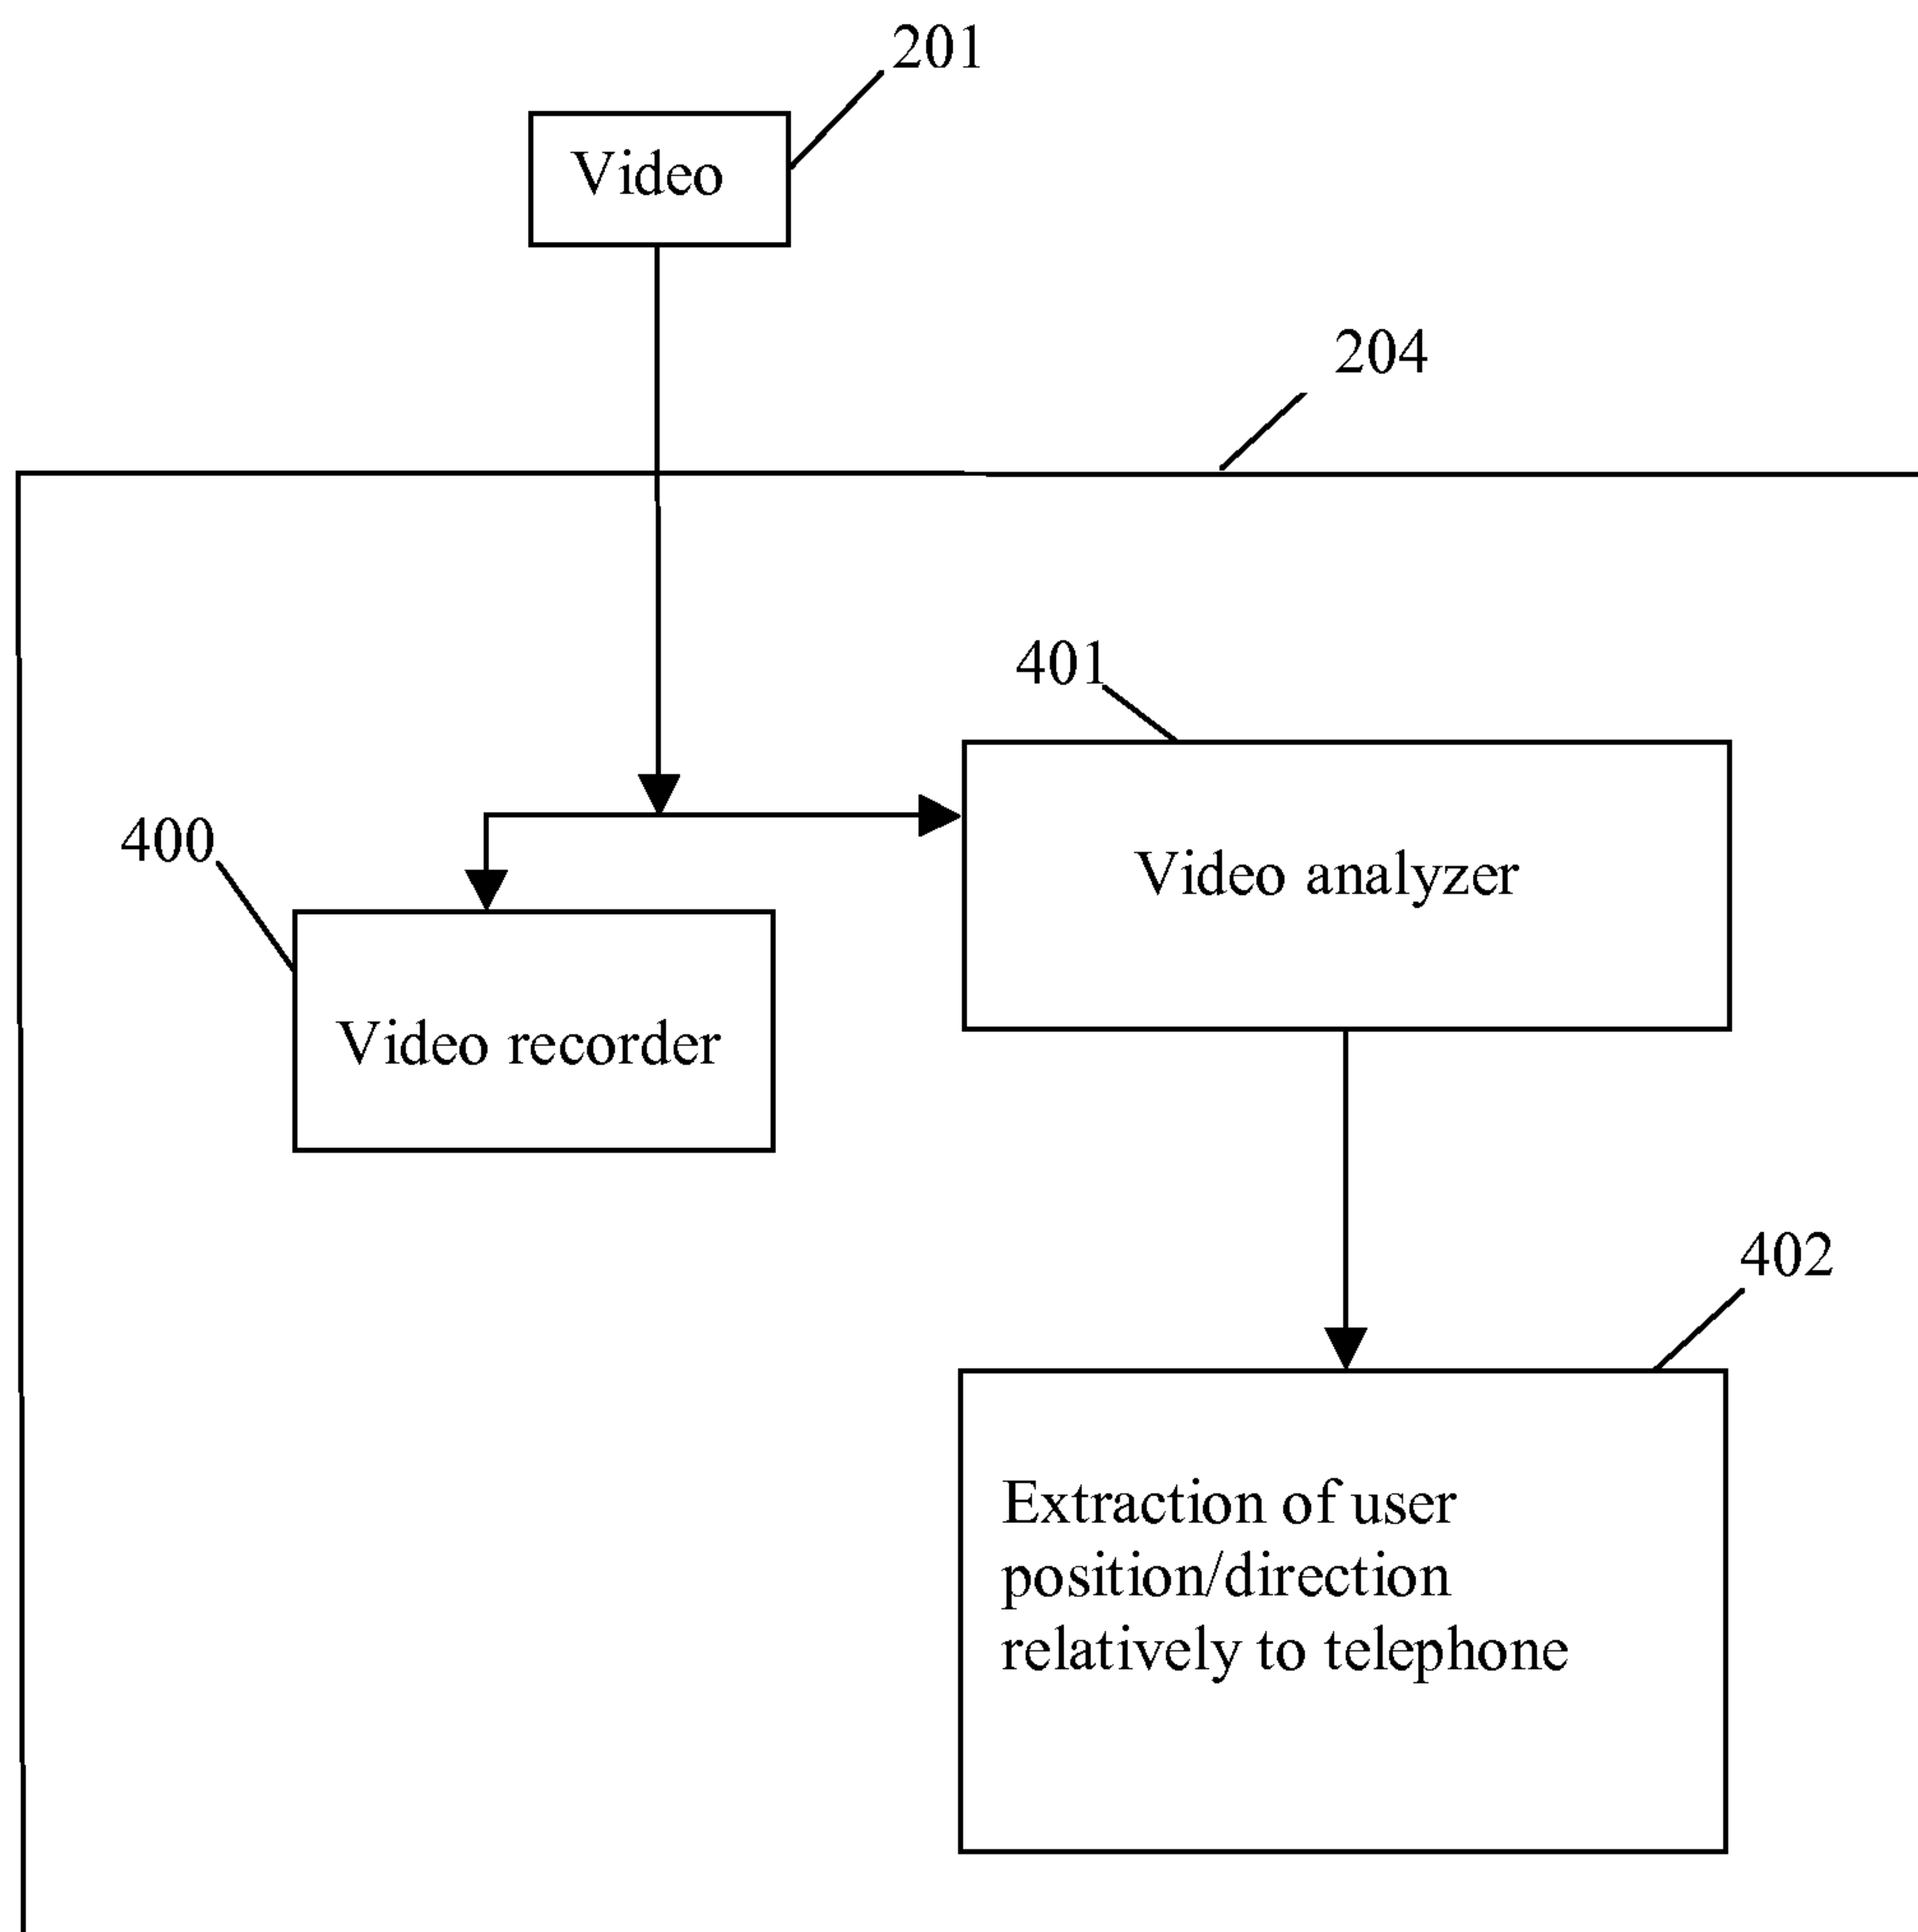 201
Video
204
401
400
Video analyzer
Video recorder
402
Extraction of user
position/direction
relatively to telephone